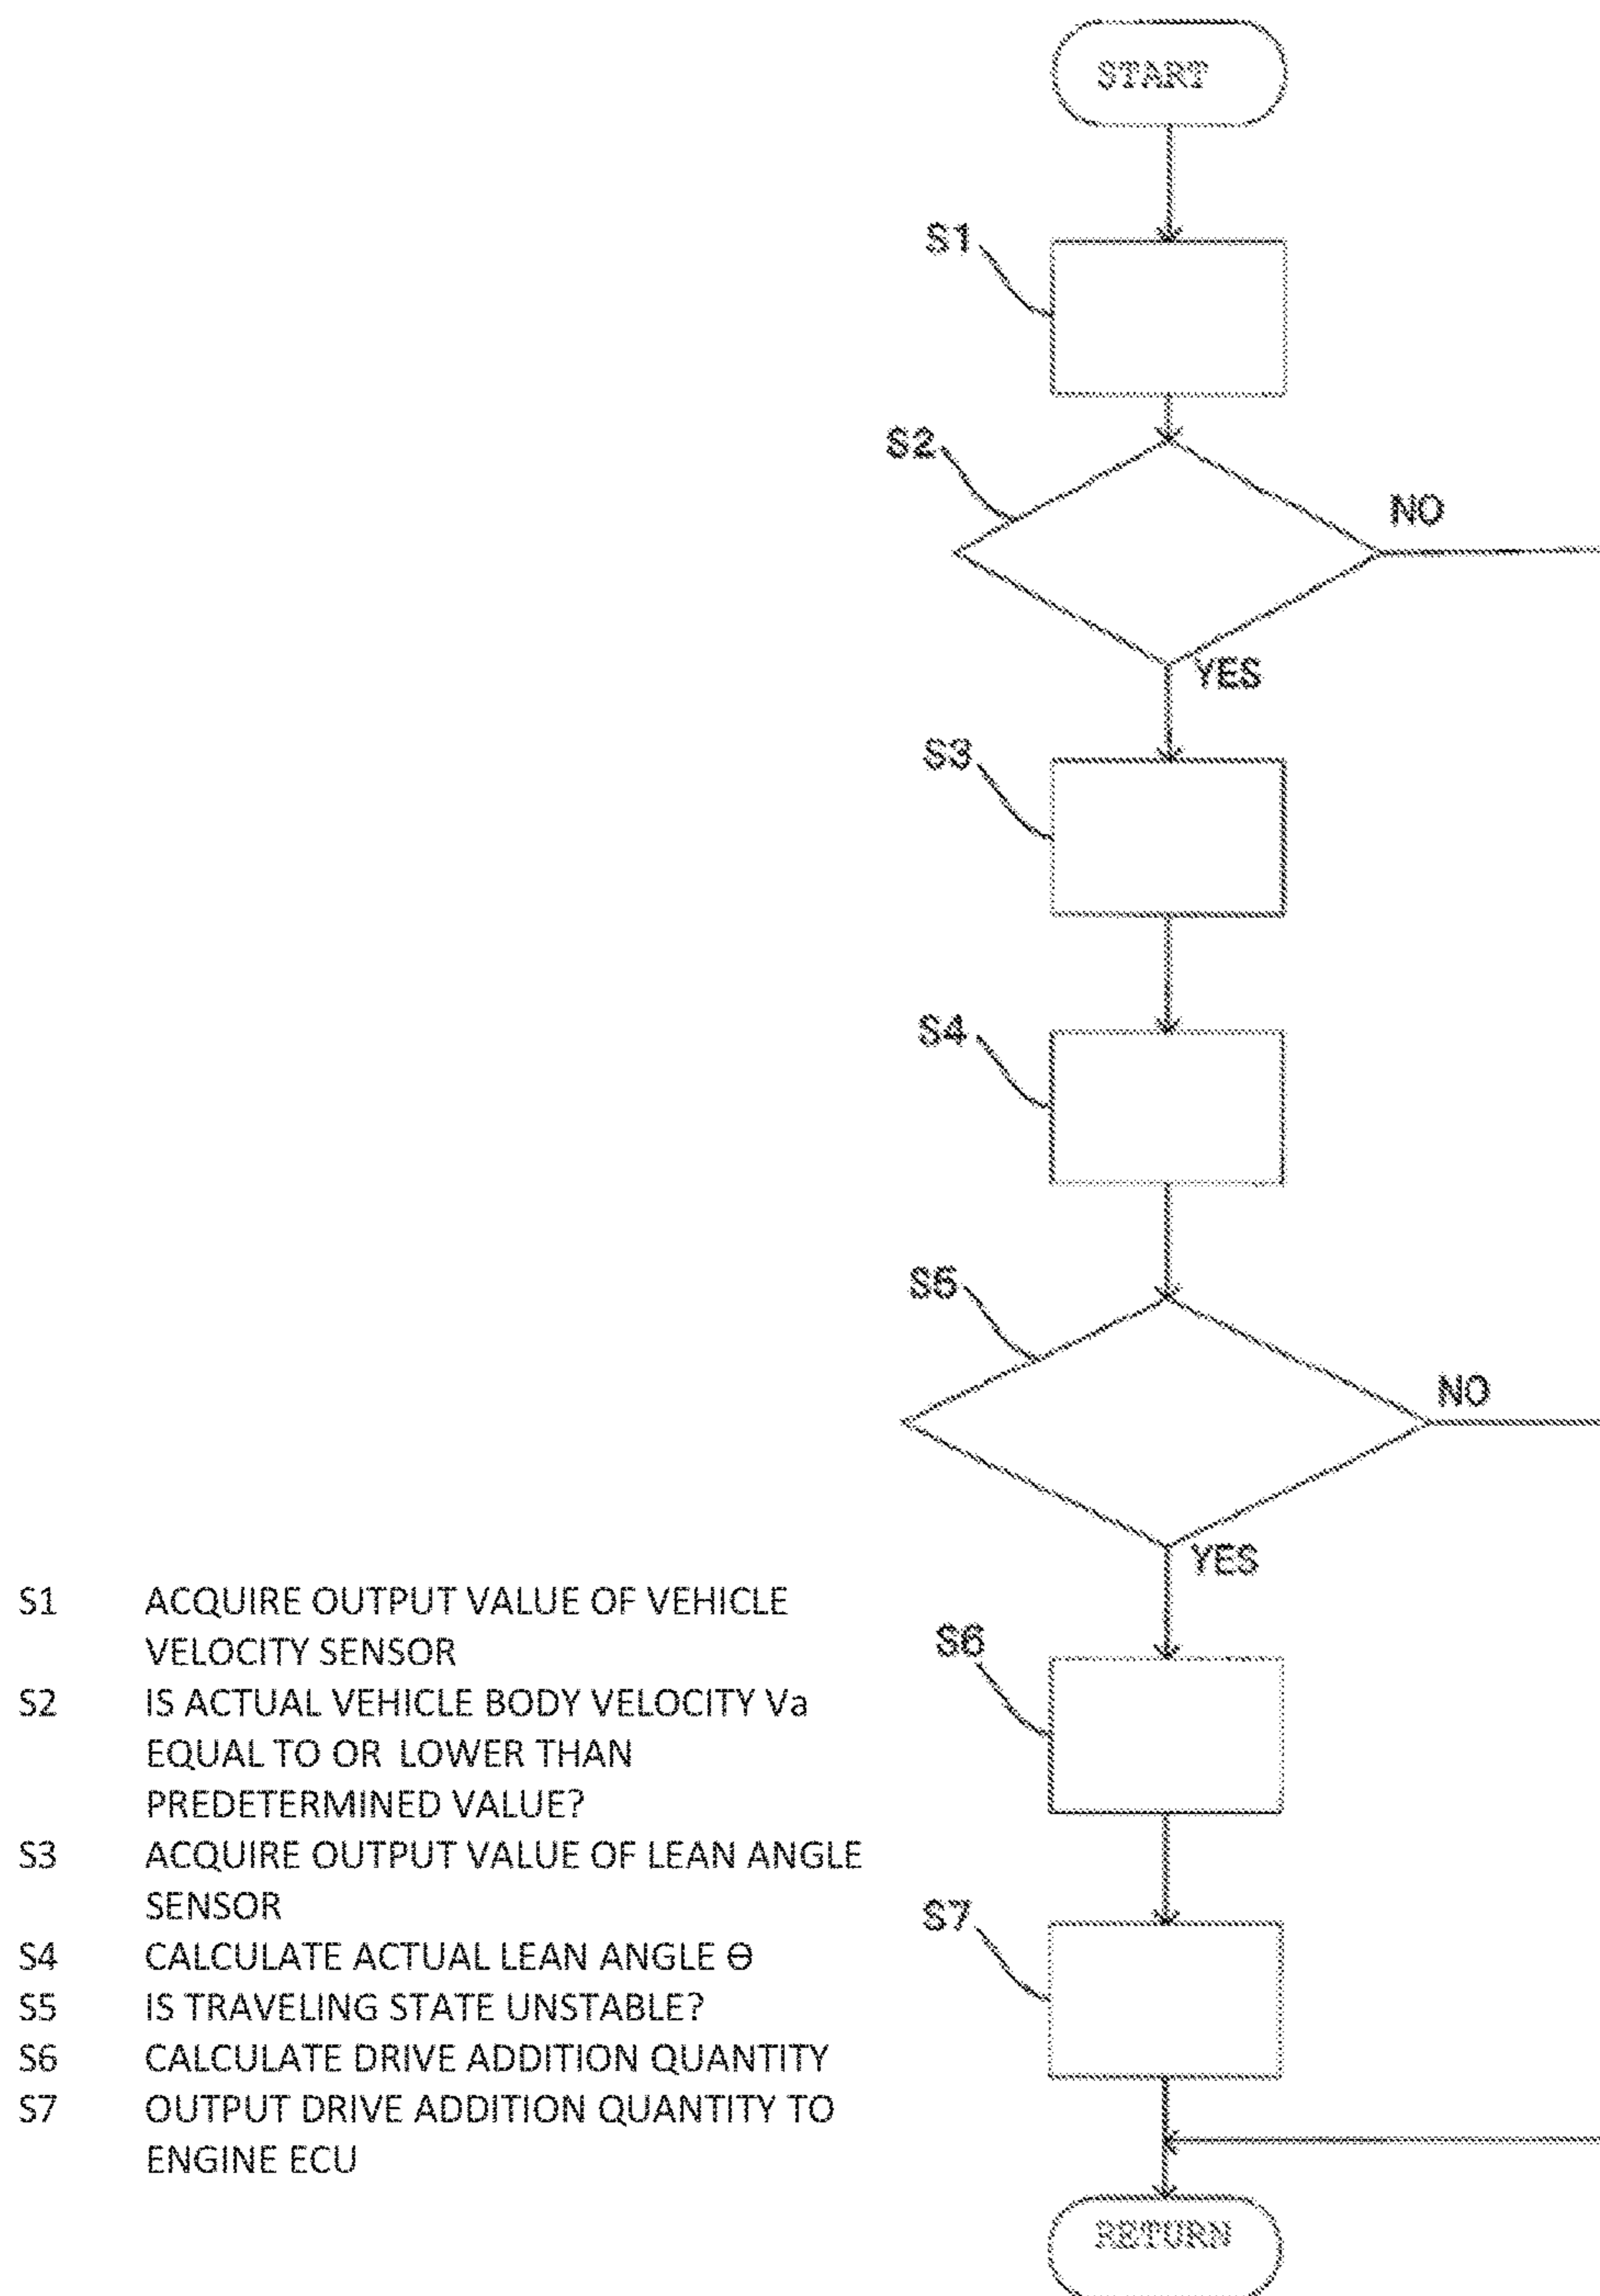 START
S1
S2
NO
YES
S3
S4
S5
NO
YES
S6
S7
RETURN
S1 ACQUIRE OUTPUT VALUE OF VEHICLE
VELOCITY SENSOR
S2 IS ACTUAL VEHICLE BODY VELOCITY Va
EQUAL TO OR LOWER THAN
PREDETERMINED VALUE?
S3 ACQUIRE OUTPUT VALUE OF LEAN ANGLE
SENSOR
S4 CALCULATE ACTUAL LEAN ANGLE Θ
S5 IS TRAVELING STATE UNSTABLE?
S6 CALCULATE DRIVE ADDITION QUANTITY
S7 OUTPUT DRIVE ADDITION QUANTITY TO
ENGINE ECU